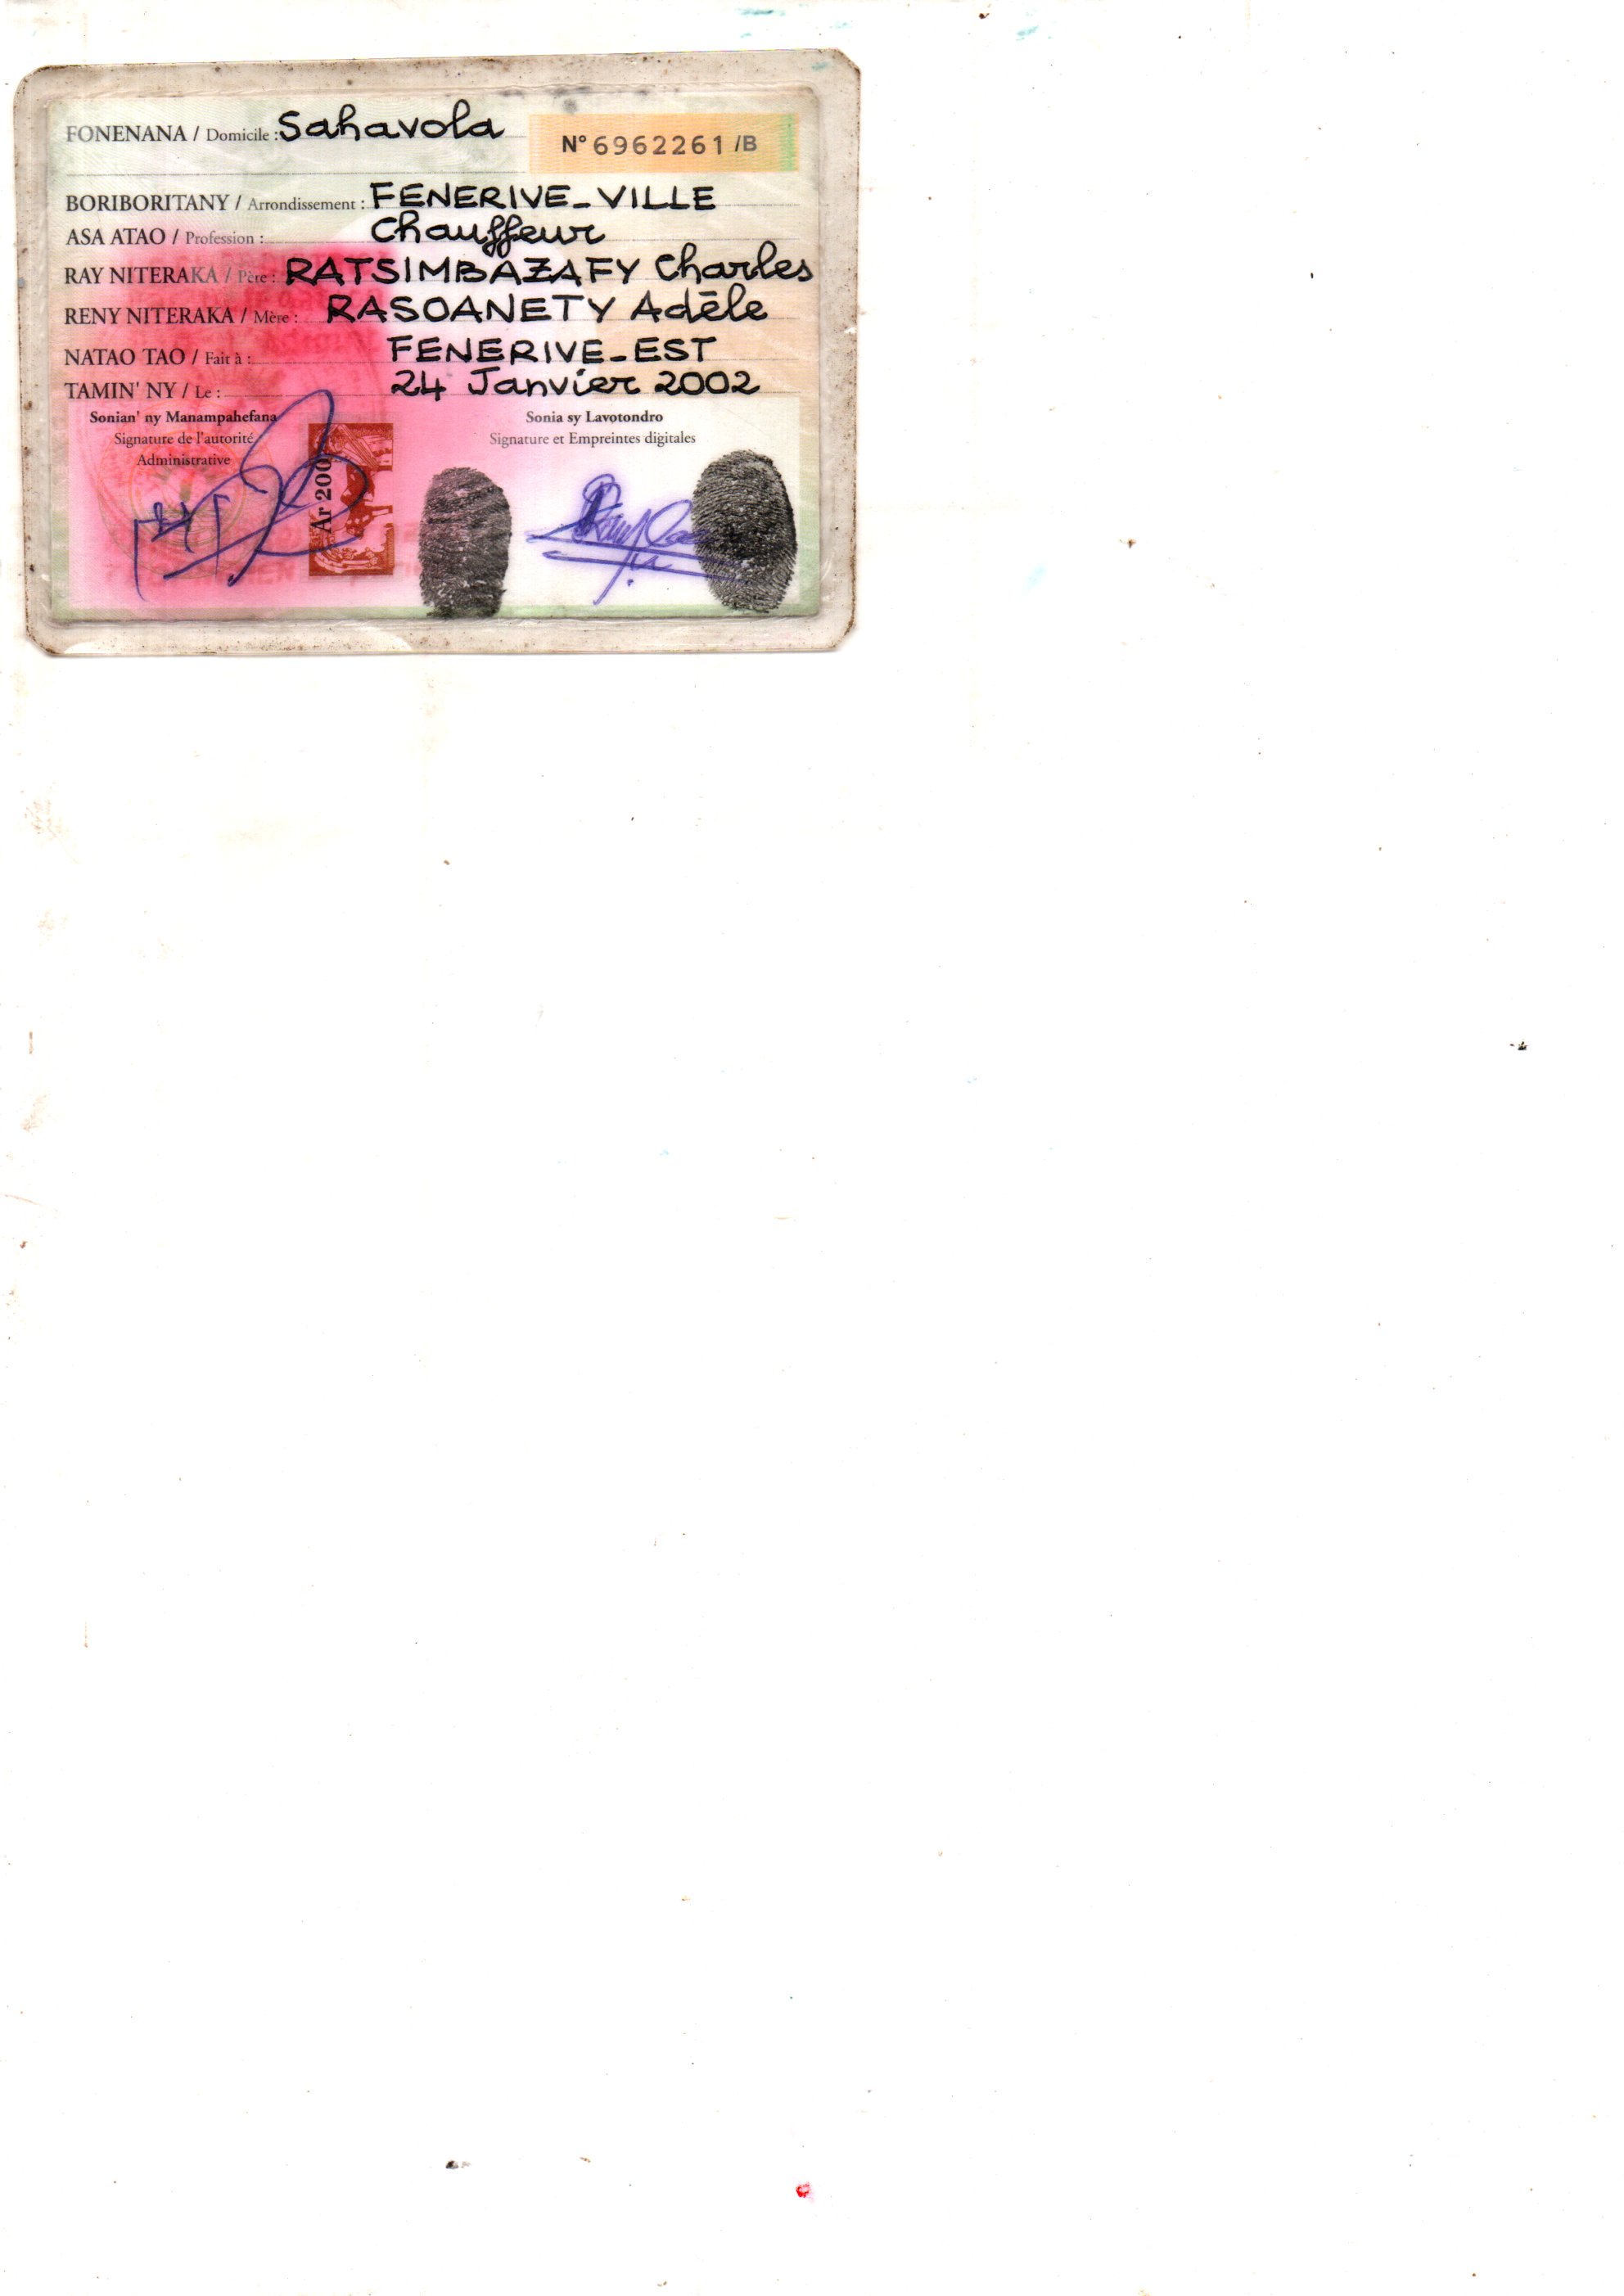 FONENANA / Domicile : Sahavola
N° 6962261 /B
BORIBORITANY / Arrondissement : FENERIVE_VILLE
ASA ATAO / Profession : Chauffeur
RAY NITERAKA / Père : RATSIMBAZAFY Charles
RENY NITERAKA / Mère : RASOANETY Adèle
NATAO TAO / Fait à : FENERIVE_EST
TAMIN' NY / Le : 24 Janvier 2002
Sonian' ny Manampahefana
Signature de l'autorité
Administrative
Ar 200
Sonia sy Lavotondro
Signature et Empreintes digitales